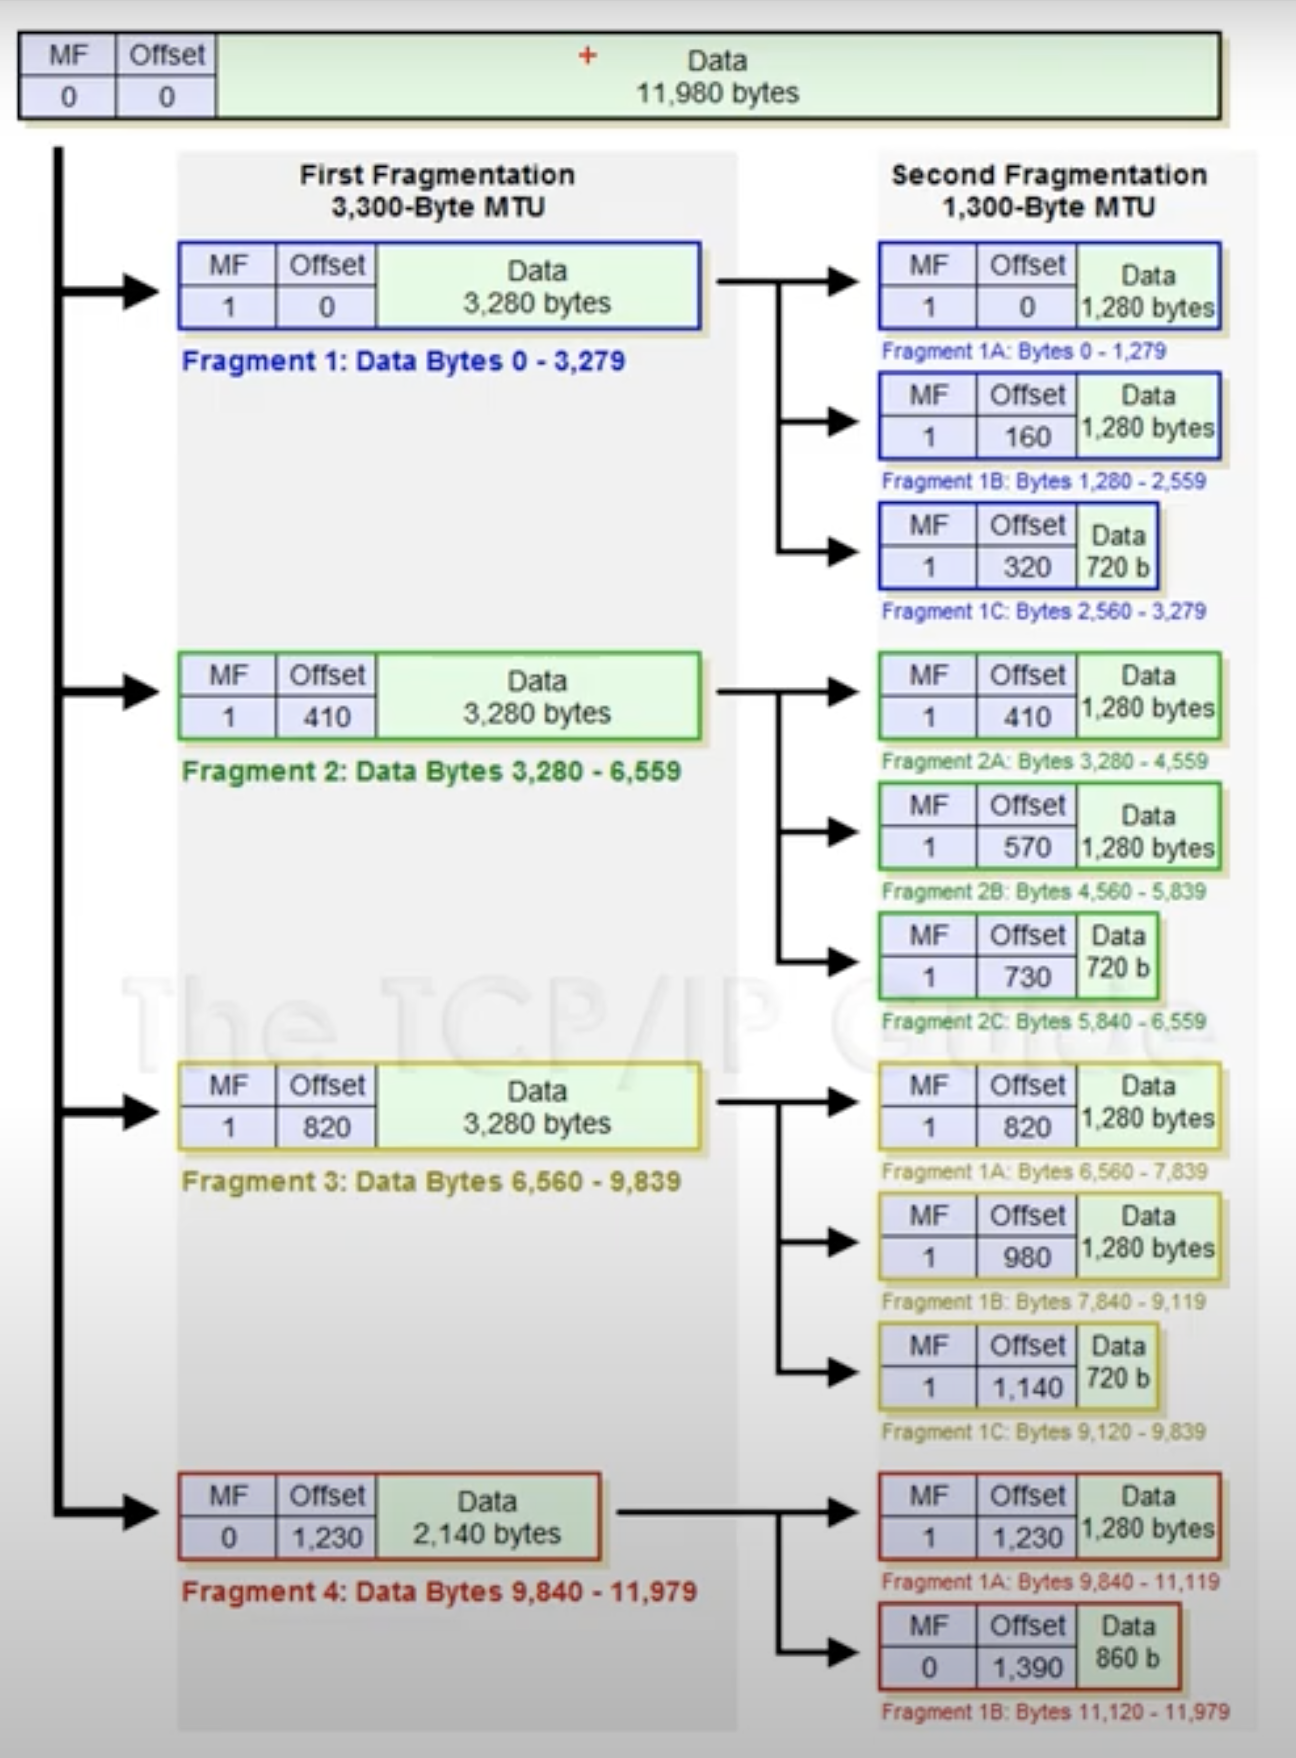 MF Offset Data
0 0 11,980 bytes
First Fragmentation
3,300-Byte MTU
Second Fragmentation
1,300-Byte MTU
MF Offset Data
1 0 3,280 bytes
Fragment 1: Data Bytes 0 - 3,279
MF Offset Data
1 0 1,280 bytes
Fragment 1A: Bytes 0 - 1,279
MF Offset Data
1 160 1,280 bytes
Fragment 1B: Bytes 1,280 - 2,559
MF Offset Data
1 320 720 b
Fragment 1C: Bytes 2,560 - 3,279
MF Offset Data
1 410 3,280 bytes
Fragment 2: Data Bytes 3,280 - 6,559
MF Offset Data
1 410 1,280 bytes
Fragment 2A: Bytes 3,280 - 4,559
MF Offset Data
1 570 1,280 bytes
Fragment 2B: Bytes 4,560 - 5,839
MF Offset Data
1 730 720 b
Fragment 2C: Bytes 5,840 - 6,559
The TCP/IP Guide
MF Offset Data
1 820 3,280 bytes
Fragment 3: Data Bytes 6,560 - 9,839
MF Offset Data
1 820 1,280 bytes
Fragment 1A: Bytes 6,560 - 7,839
MF Offset Data
1 980 1,280 bytes
Fragment 1B: Bytes 7,840 - 9,119
MF Offset Data
1 1,140 720 b
Fragment 1C: Bytes 9,120 - 9,839
MF Offset Data
0 1,230 2,140 bytes
Fragment 4: Data Bytes 9,840 - 11,979
MF Offset Data
1 1,230 1,280 bytes
Fragment 1A: Bytes 9,840 - 11,119
MF Offset Data
0 1,390 860 b
Fragment 1B: Bytes 11,120 - 11,979